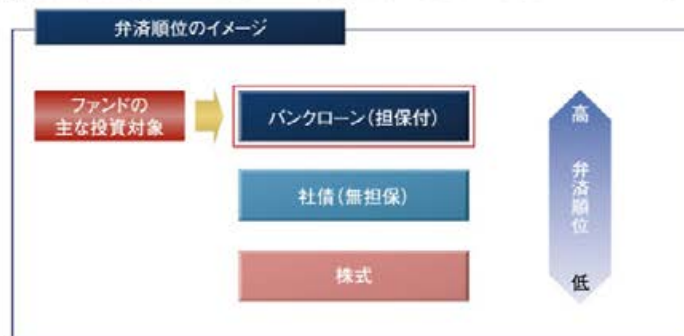 弁済順位のイメージ
ファンドの
主な投資対象
バンクローン(担保付)
社債(無担保)
株式
高
弁済順位
低